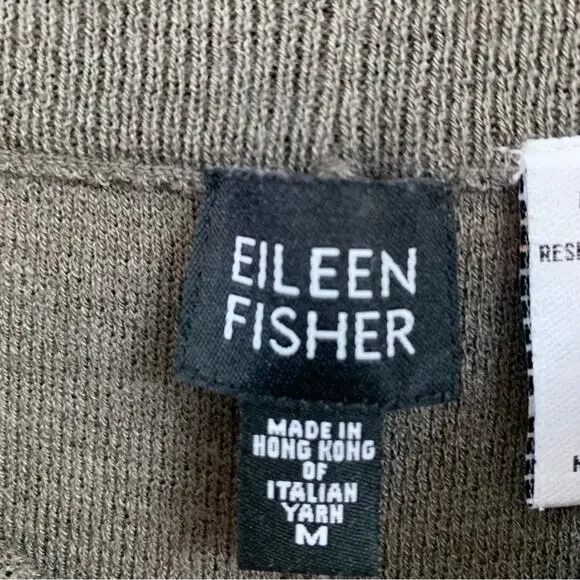 EILEEN
FISHER
MADE IN
HONG KONG
OF
ITALIAN
YARN
M